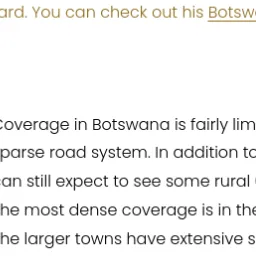 ard. You can check out his Botsw
Coverage in Botswana is fairly lim
parse road system. In addition to
an still expect to see some rural
he most dense coverage is in the
he larger towns have extensive s